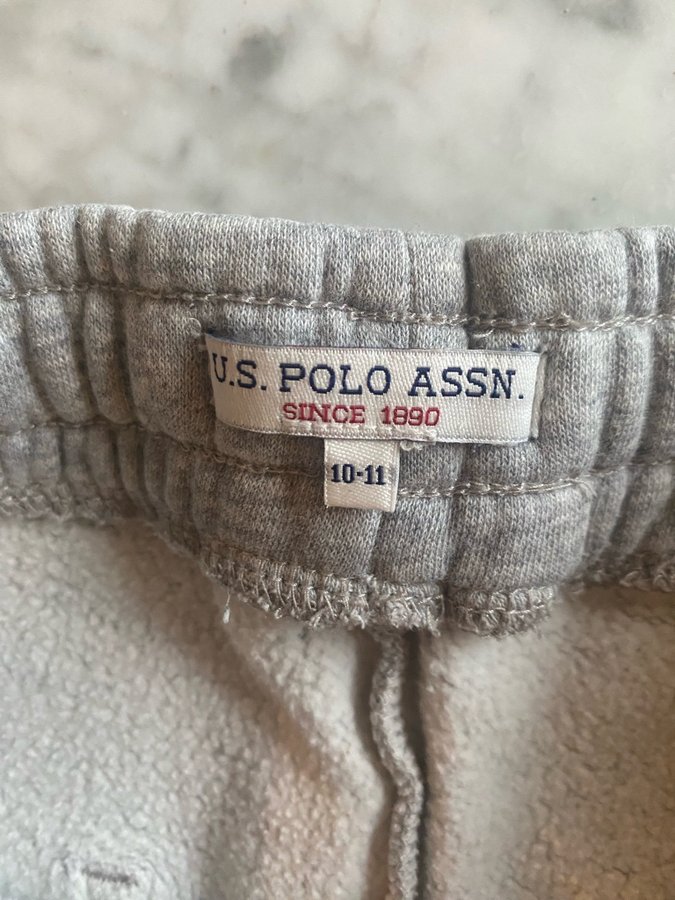 U.S. POLO ASSN.
SINCE 1890
10-11